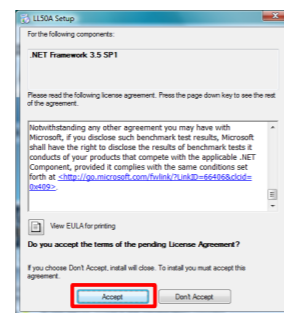 LL50A Setup
For the following components:
.NET Framework 3.5 SP1
Please read the following license agreement. Press the page down key to see the rest
of the agreement.
Notwithstanding any other agreement you may have with
Microsoft, if you disclose such benchmark test results, Microsoft
shall have the right to disclose the results of benchmark tests it
conducts of your products that compete with the applicable .NET
Component, provided it complies with the same conditions set
forth at <http://go.microsoft.com/fwlink/?LinkID=66406&clcid=
0x409>.
View EULA for printing
Do you accept the terms of the pending License Agreement?
If you choose Don't Accept, install will close. To install you must accept this
agreement.
Accept
Don't Accept